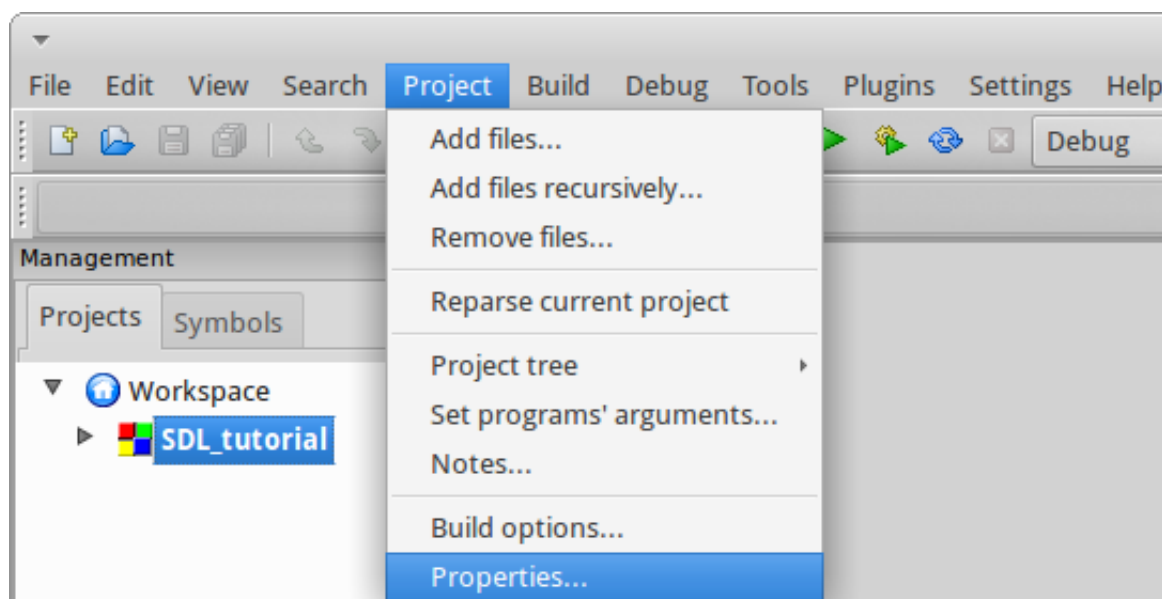 File Edit View Search Project Build Debug Tools Plugins Settings Help
Debug
Management
Projects Symbols
Workspace
SDL_tutorial
Add files...
Add files recursively...
Remove files...
Reparse current project
Project tree
Set programs' arguments...
Notes...
Build options...
Properties...